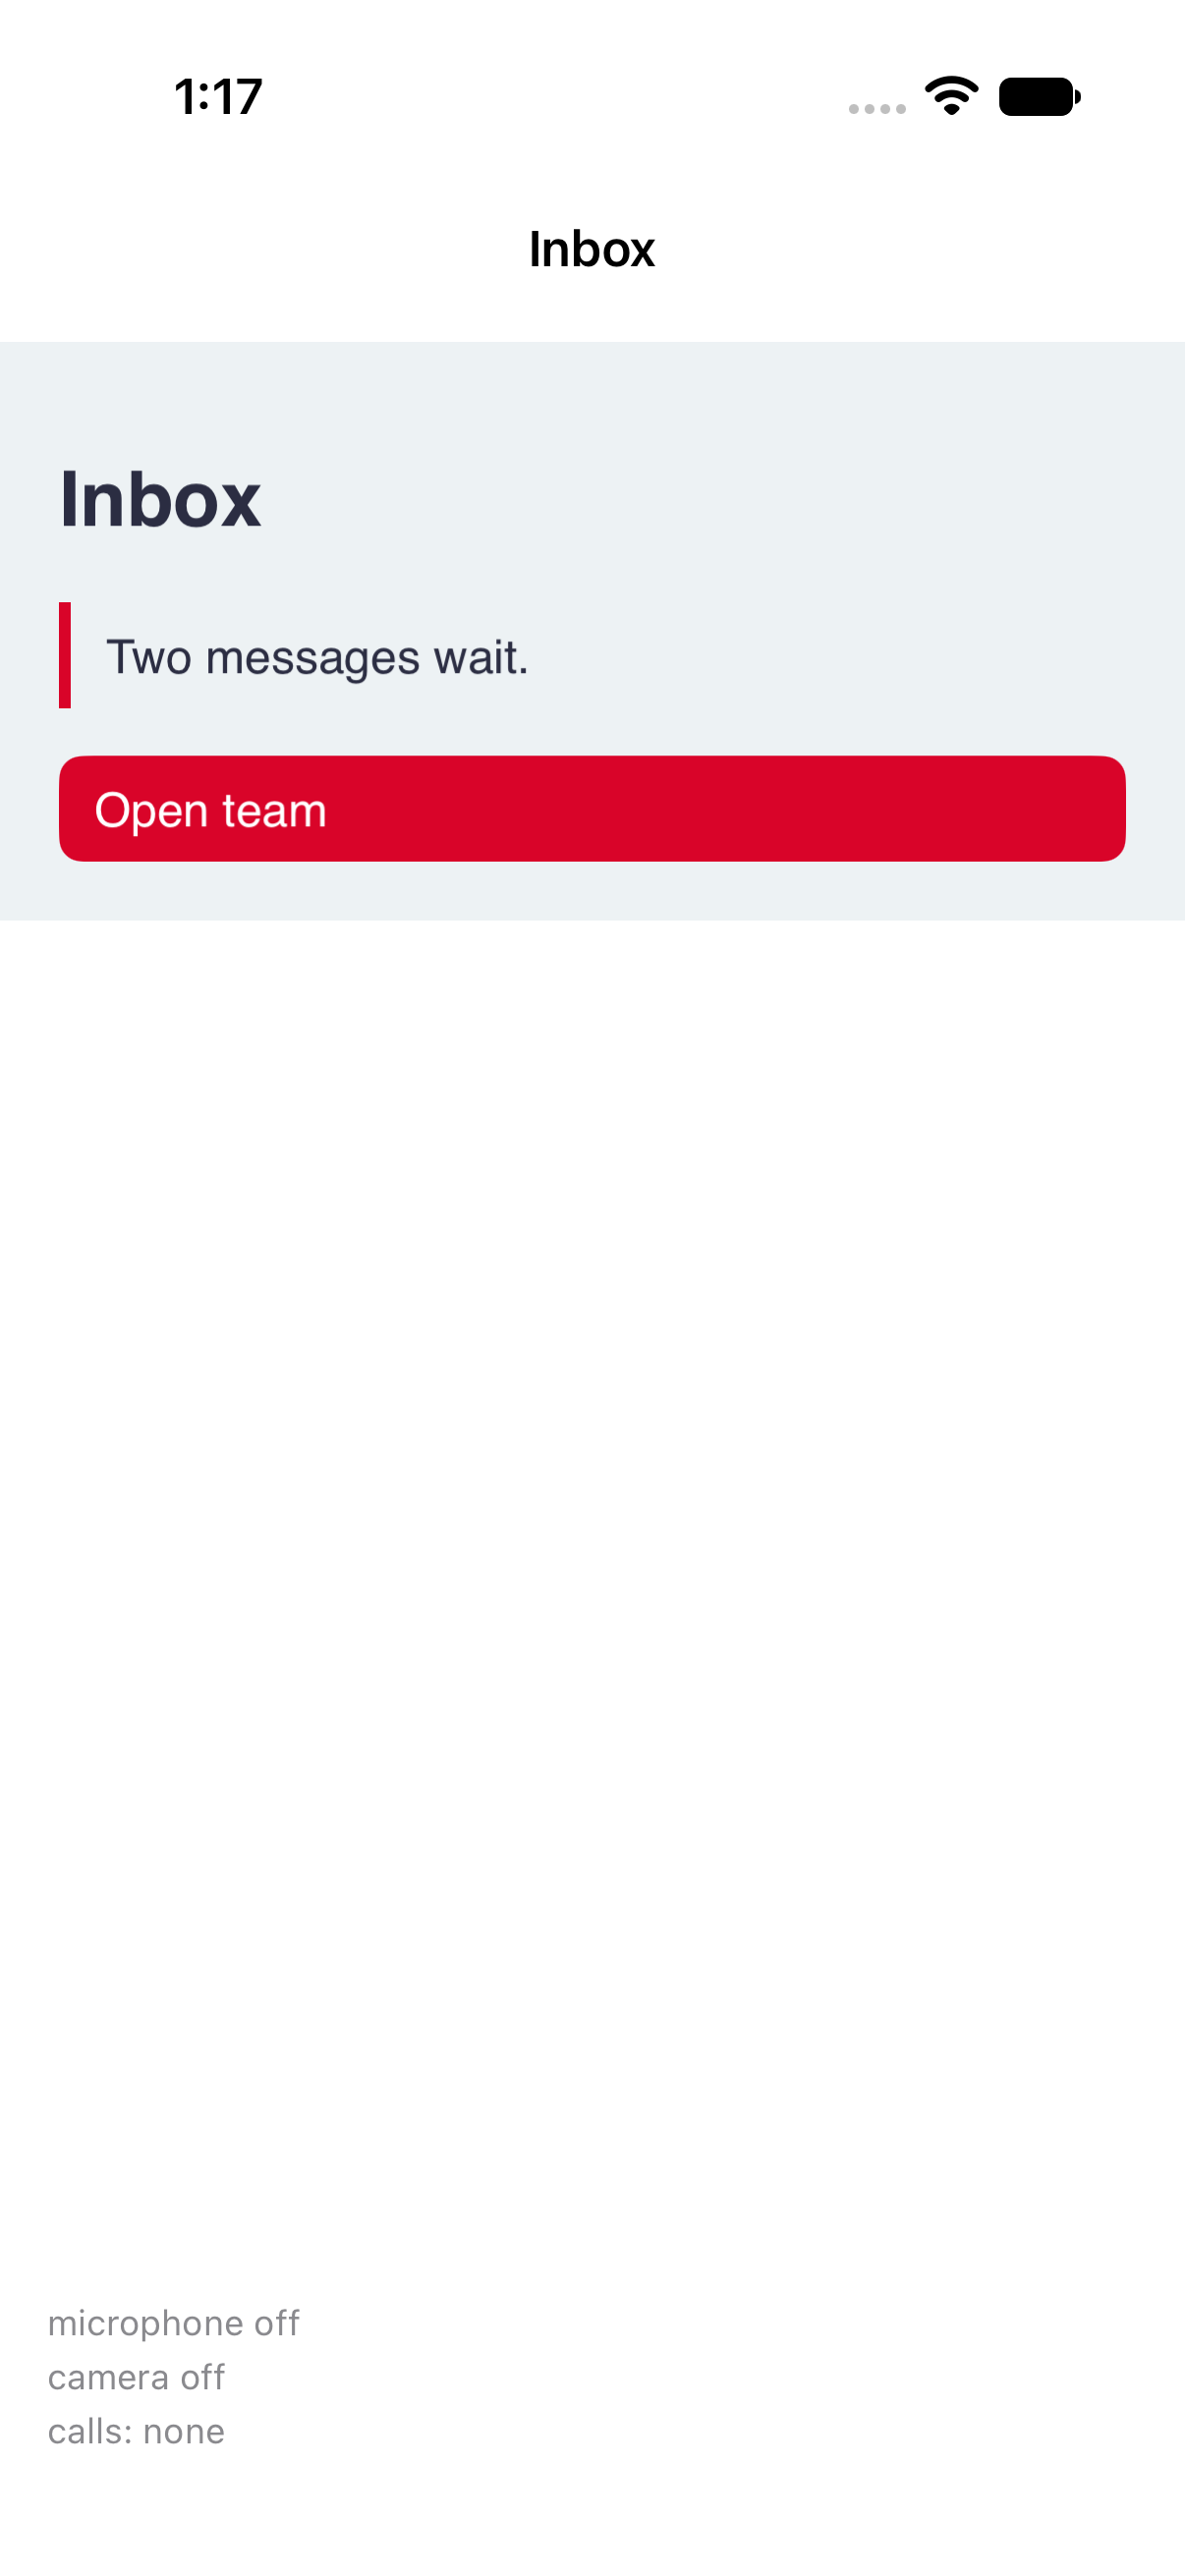 1:17
Inbox
Inbox
Two messages wait.
Open team
microphone off
camera off
calls: none